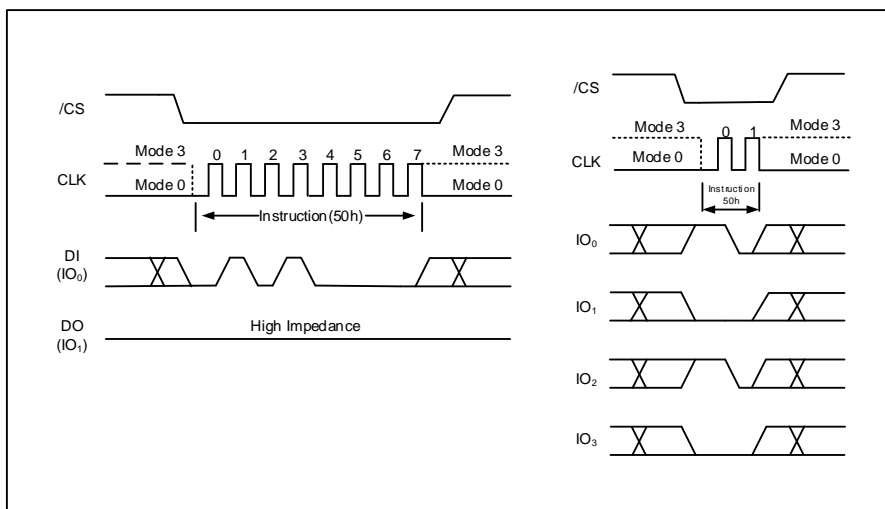 /CS
Mode 3 0 1 2 3 4 5 6 7 Mode 3
CLK Mode 0 Mode 0
Instruction (50h)
DI
(IO0)
High Impedance
DO
(IO1)
/CS
Mode 3 0 1 Mode 3
CLK Mode 0 Mode 0
Instruction
50h
IO0
IO1
IO2
IO3